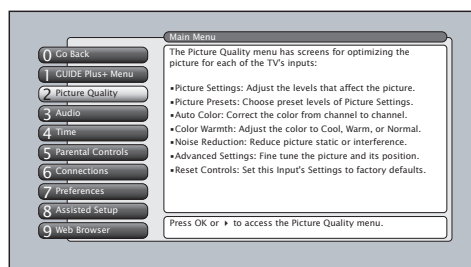 Main Menu
0 Go Back
1 GUIDE Plus+ Menu
2 Picture Quality
3 Audio
4 Time
5 Parental Controls
6 Connections
7 Preferences
8 Assisted Setup
9 Web Browser
The Picture Quality menu has screens for optimizing the
picture for each of the TV's inputs:
▪Picture Settings: Adjust the levels that affect the picture.
▪Picture Presets: Choose preset levels of Picture Settings.
▪Auto Color: Correct the color from channel to channel.
▪Color Warmth: Adjust the color to Cool, Warm, or Normal.
▪Noise Reduction: Reduce picture static or interference.
▪Advanced Settings: Fine tune the picture and its position.
▪Reset Controls: Set this Input's Settings to factory defaults.
Press OK or ▸ to access the Picture Quality menu.